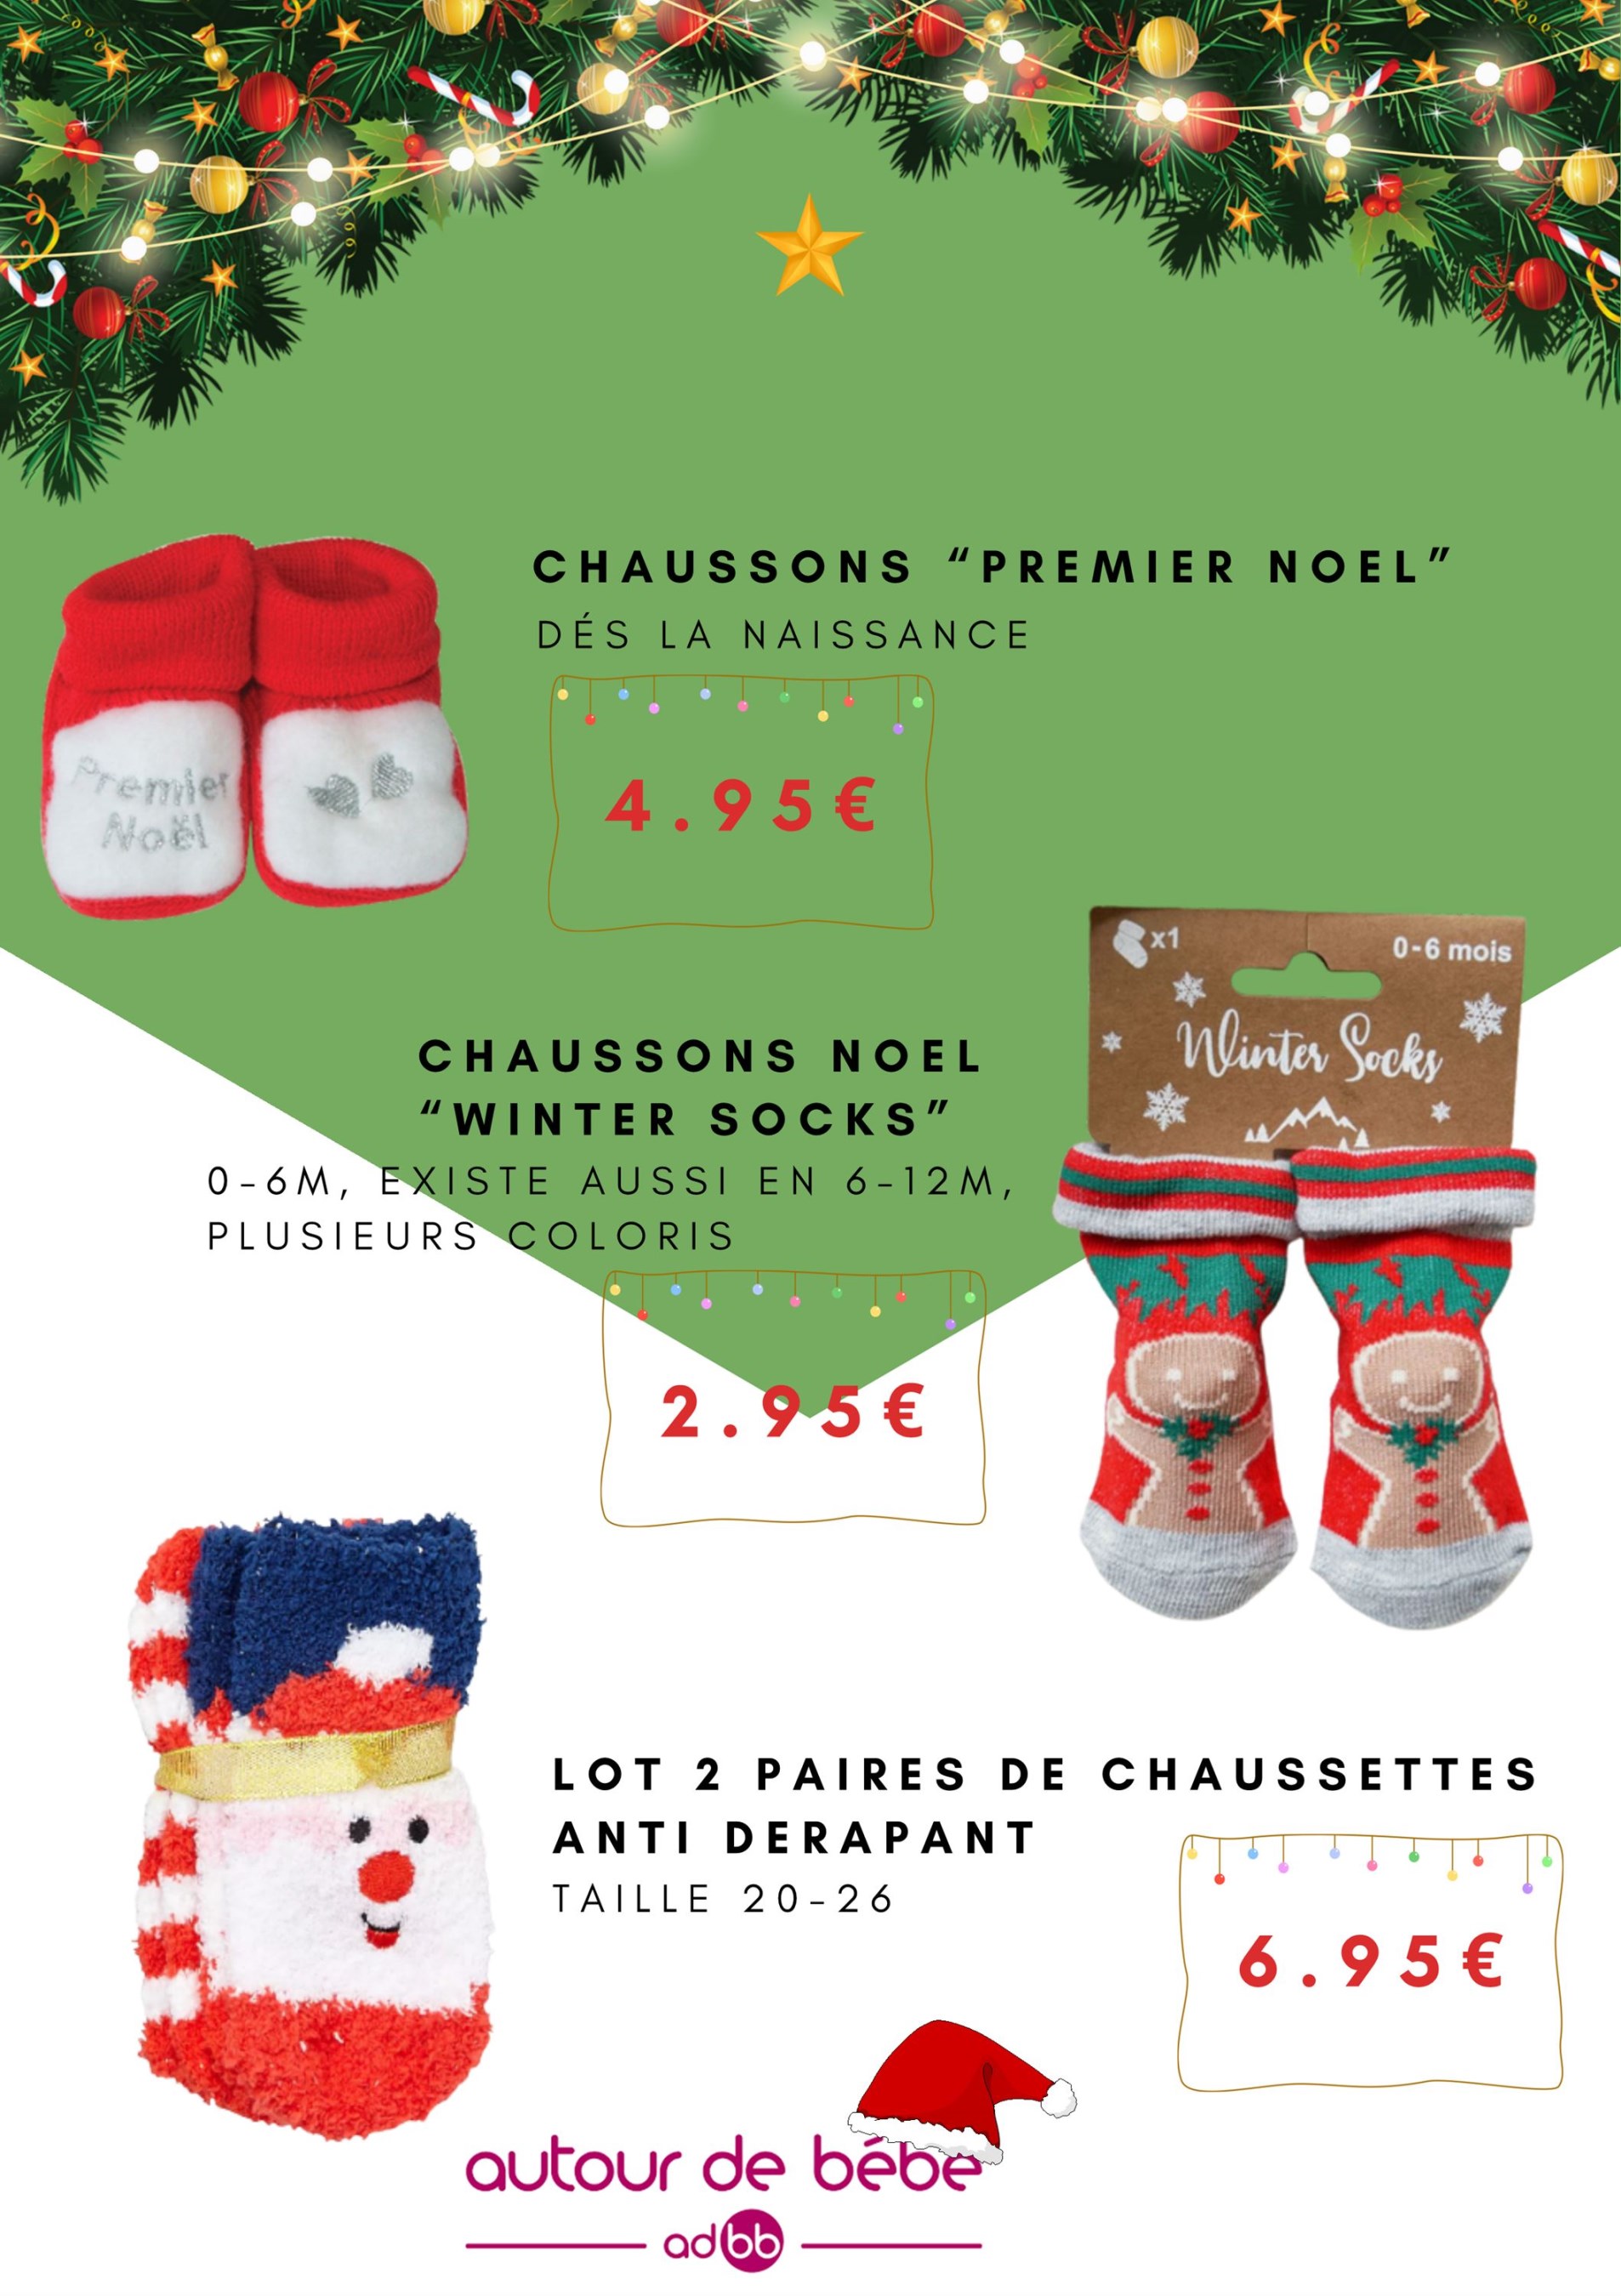 CHAUSSONS “PREMIER NOEL”
DÉS LA NAISSANCE
Premier
Noël
4.95€
x1
0-6 mois
Winter Socks
CHAUSSONS NOEL
“WINTER SOCKS”
0-6M, EXISTE AUSSI EN 6-12M,
PLUSIEURS COLORIS
2.95€
LOT 2 PAIRES DE CHAUSSETTES
ANTI DERAPANT
TAILLE 20-26
6.95€
autour de bébé
adbb